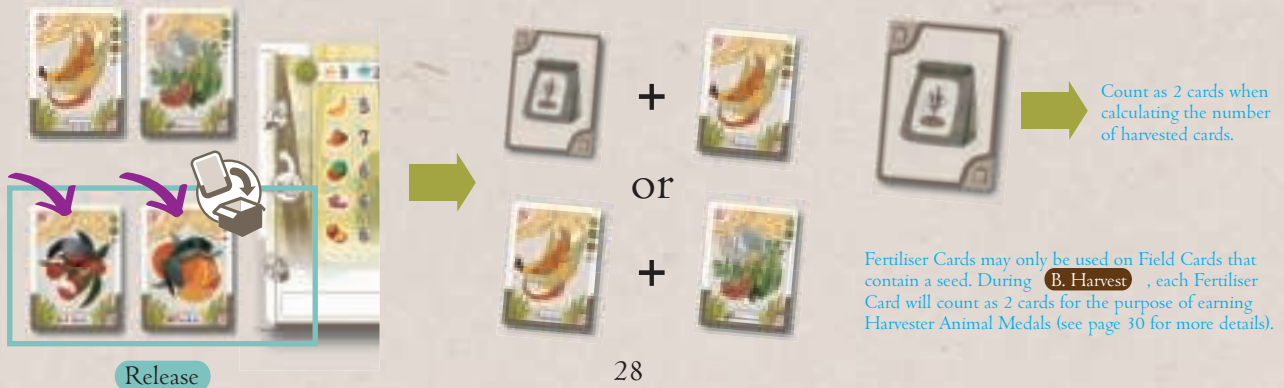 +
or
+
Count as 2 cards when
calculating the number
of harvested cards.
Fertiliser Cards may only be used on Field Cards that
contain a seed. During B. Harvest , each Fertiliser
Card will count as 2 cards for the purpose of earning
Harvester Animal Medals (see page 30 for more details).
Release
28